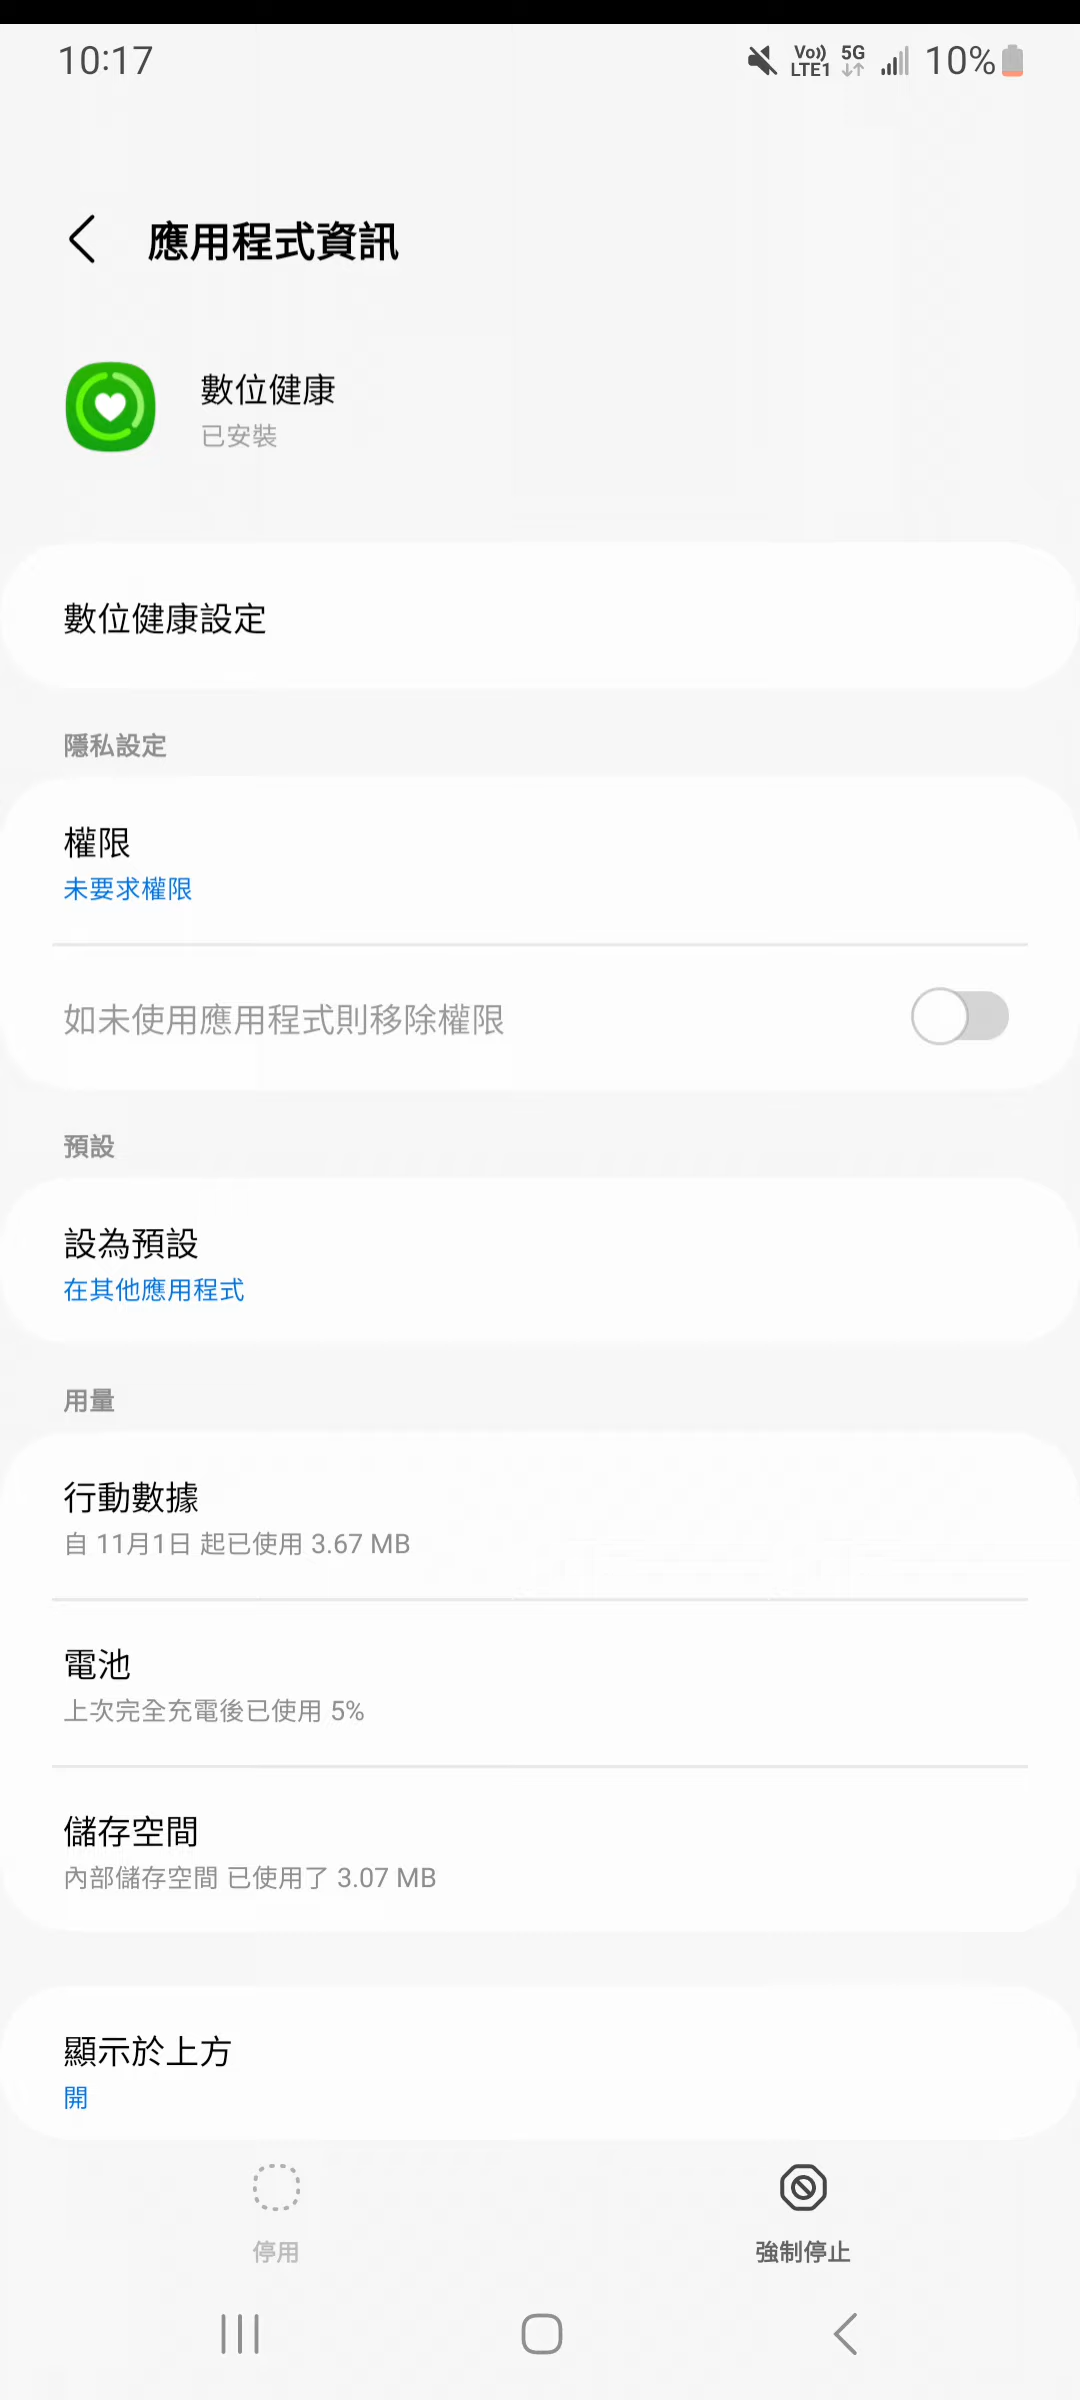 10:17
Vo)) LTE1 5G 10%
應用程式資訊
數位健康
已安裝
數位健康設定
隱私設定
權限
未要求權限
如未使用應用程式則移除權限
預設
設為預設
在其他應用程式
用量
行動數據
自 11月1日 起已使用 3.67 MB
電池
上次完全充電後已使用 5%
儲存空間
內部儲存空間 已使用了 3.07 MB
顯示於上方
開
停用
強制停止